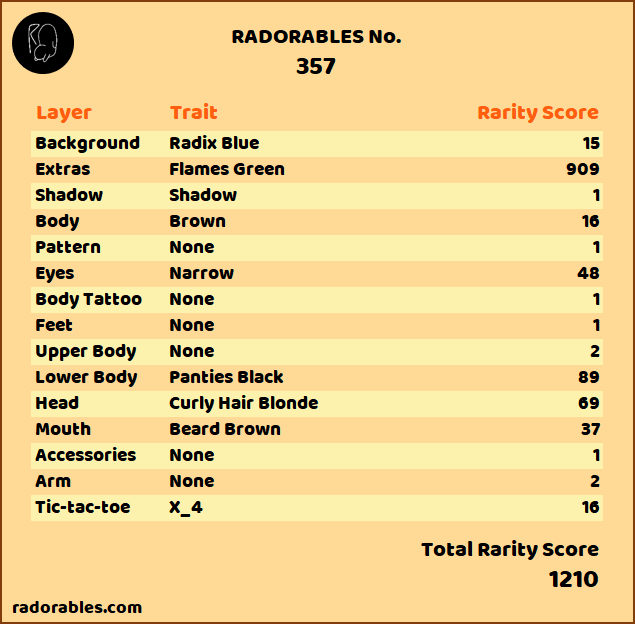 RADORABLES No.
357
Layer Trait Rarity Score
Background Radix Blue 15
Extras Flames Green 909
Shadow Shadow 1
Body Brown 16
Pattern None 1
Eyes Narrow 48
Body Tattoo None 1
Feet None 1
Upper Body None 2
Lower Body Panties Black 89
Head Curly Hair Blonde 69
Mouth Beard Brown 37
Accessories None 1
Arm None 2
Tic-tac-toe X_4 16
Total Rarity Score
1210
radorables.com